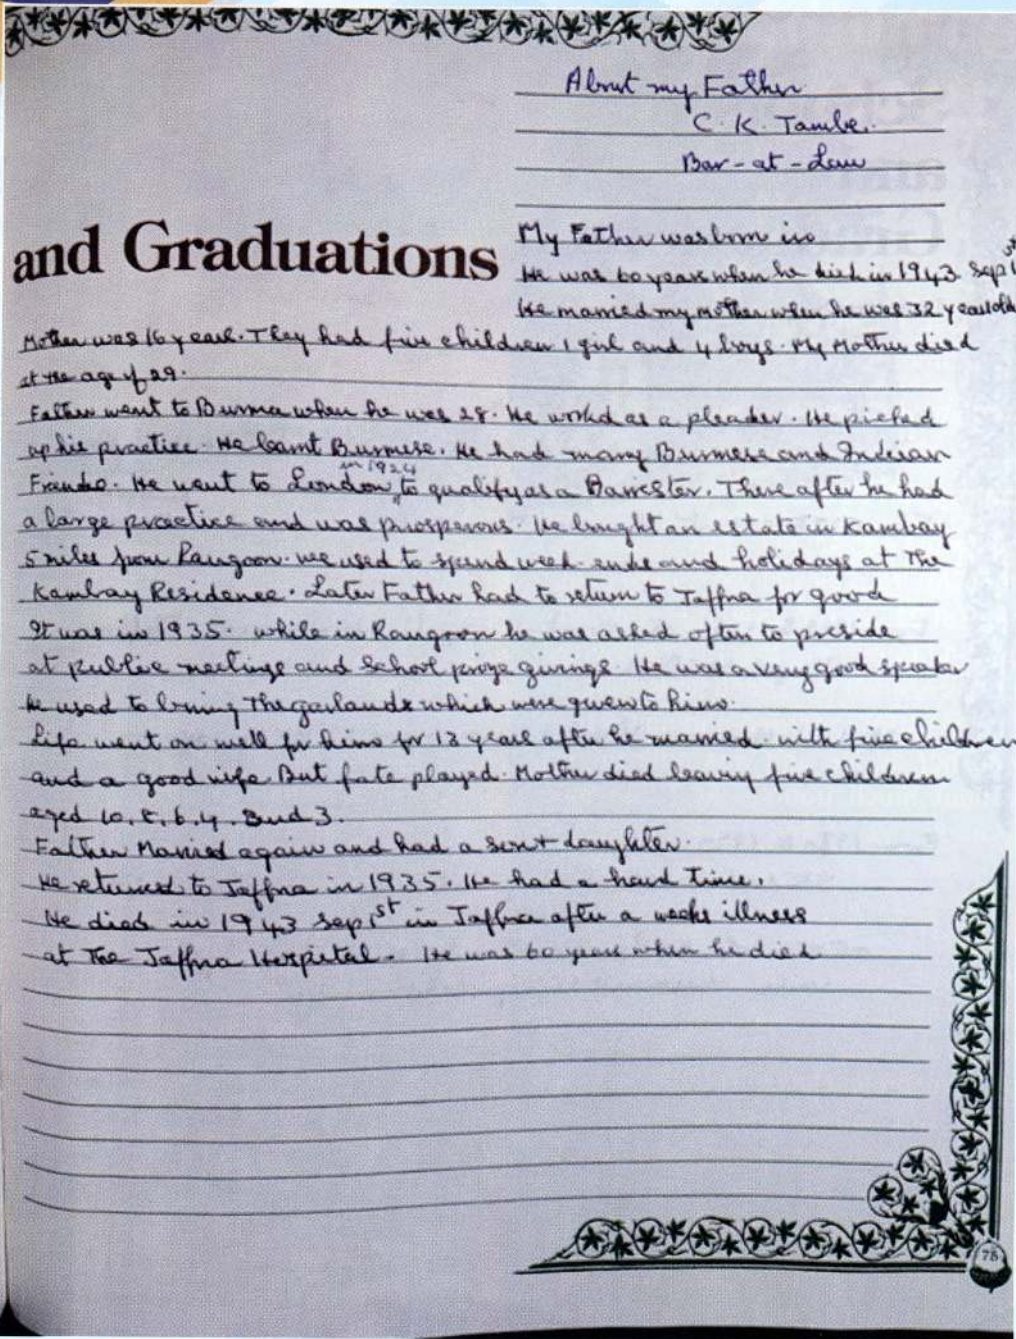 About my Father
C. K. Tambe.
Bar-at-Law
and Graduations
My Father was born in
He was 60 years when he died in 1943 Sep 1st
He married my mother when he was 32 years old
Mother was 16 years. They had five children 1 girl and 4 boys. My Mother died
at the age of 29.
Father went to Burma when he was 28. He workd as a pleader. He picked
up his practice. He learnt Burmese. He had many Burmese and Indian
Friends. He went to London in 1924 to qualify as a Barrister. There after he had
a large practice and was prosperous. He bought an estate in Kambay
5 miles from Rangoon. we used to spend week-ends and holidays at The
Kambay Residence. Later Father had to return to Jaffna for good
It was in 1935. while in Rangoon he was asked often to preside
at public meetings and School prize givings. He was a very good speaker
he used to bring The garlands which were given to him.
Life went on well for him for 13 years after he married with five children
and a good wife. But fate played. Mother died leaving five children
aged 10, 8, 6, 4, and 3.
Father Married again and had a son + daughter.
He returned to Jaffna in 1935. He had a hard time.
He died in 1943 Sep 1st in Jaffna after a weeks illness
at The Jaffna Hospital. He was 60 years when he died
78